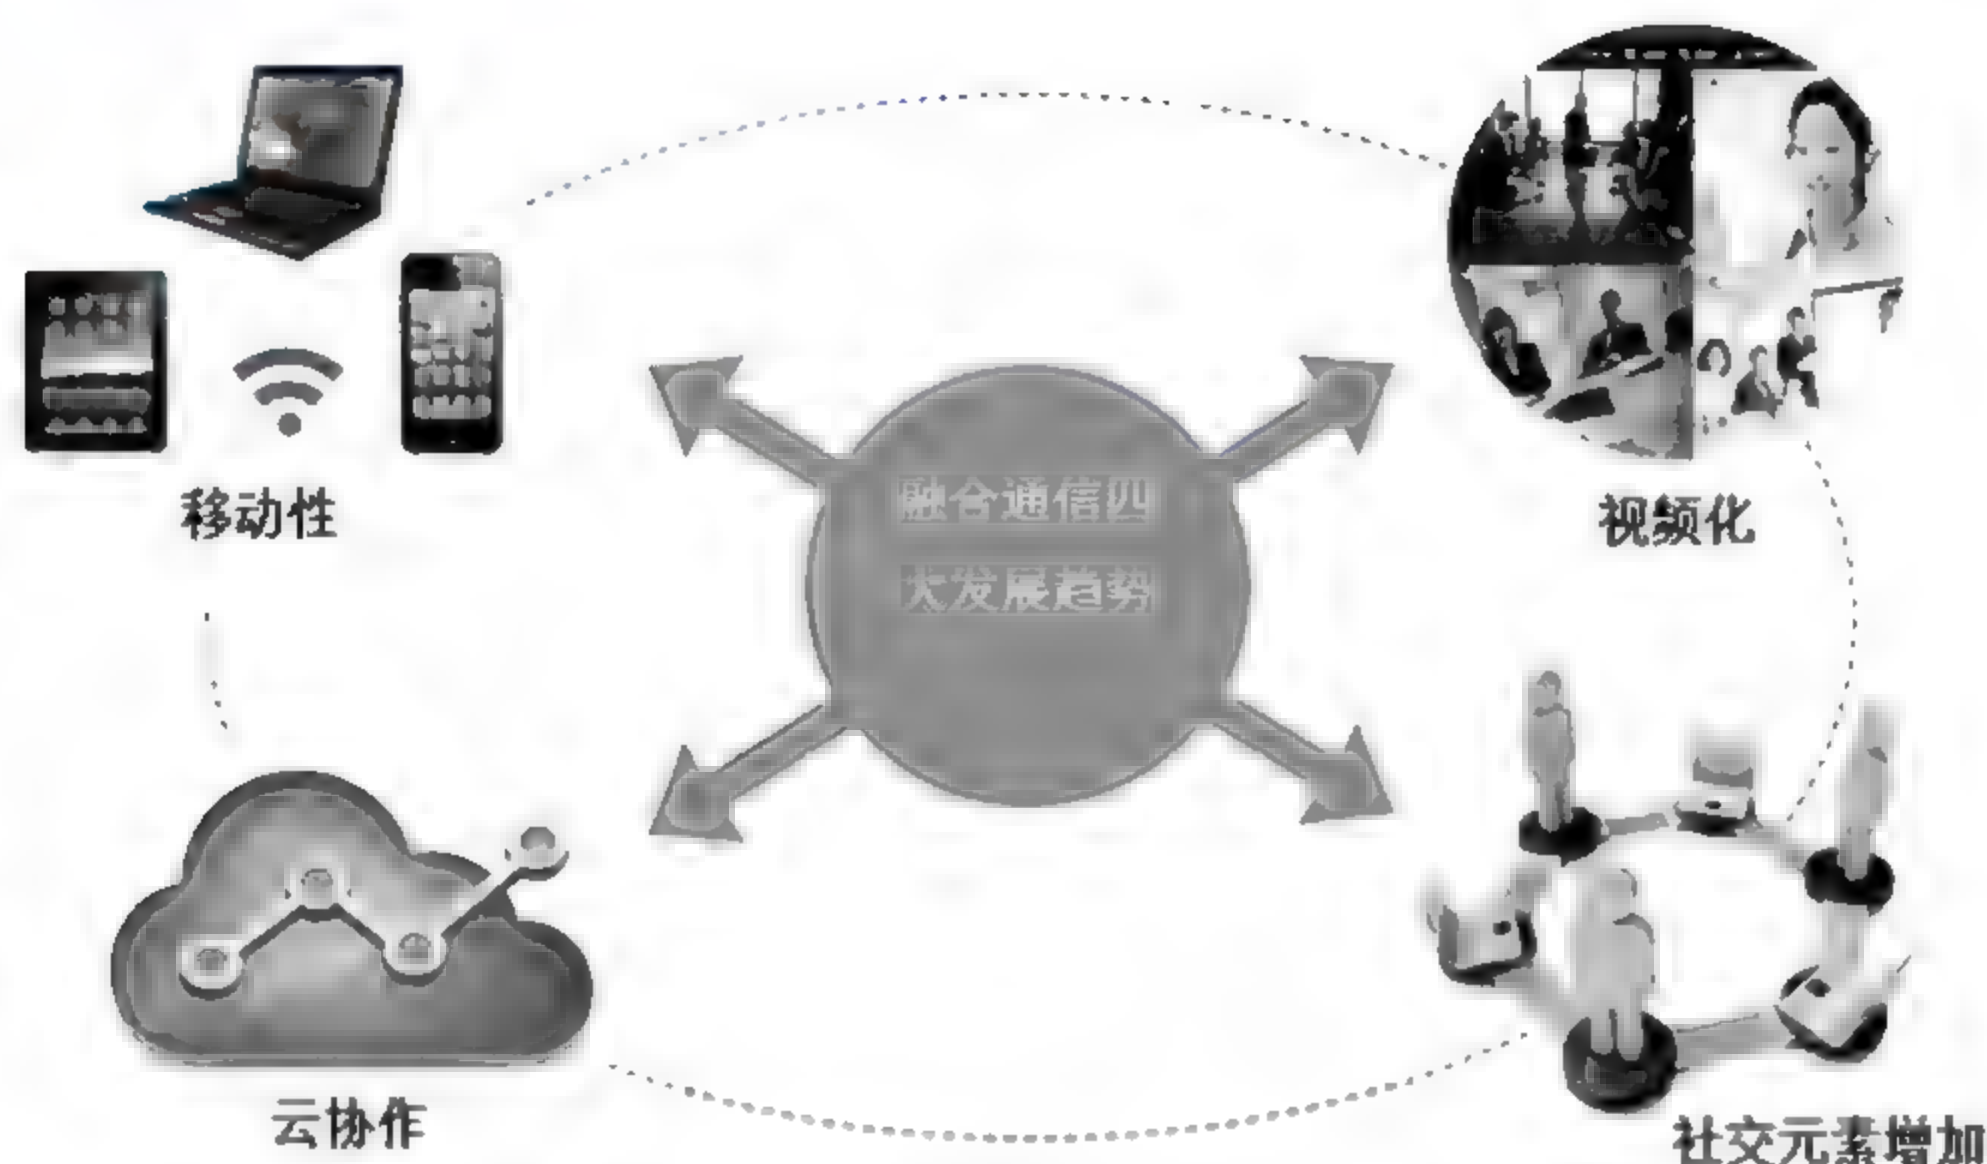 移动性
视频化
融合通信四
大发展趋势
云协作
社交元素增加